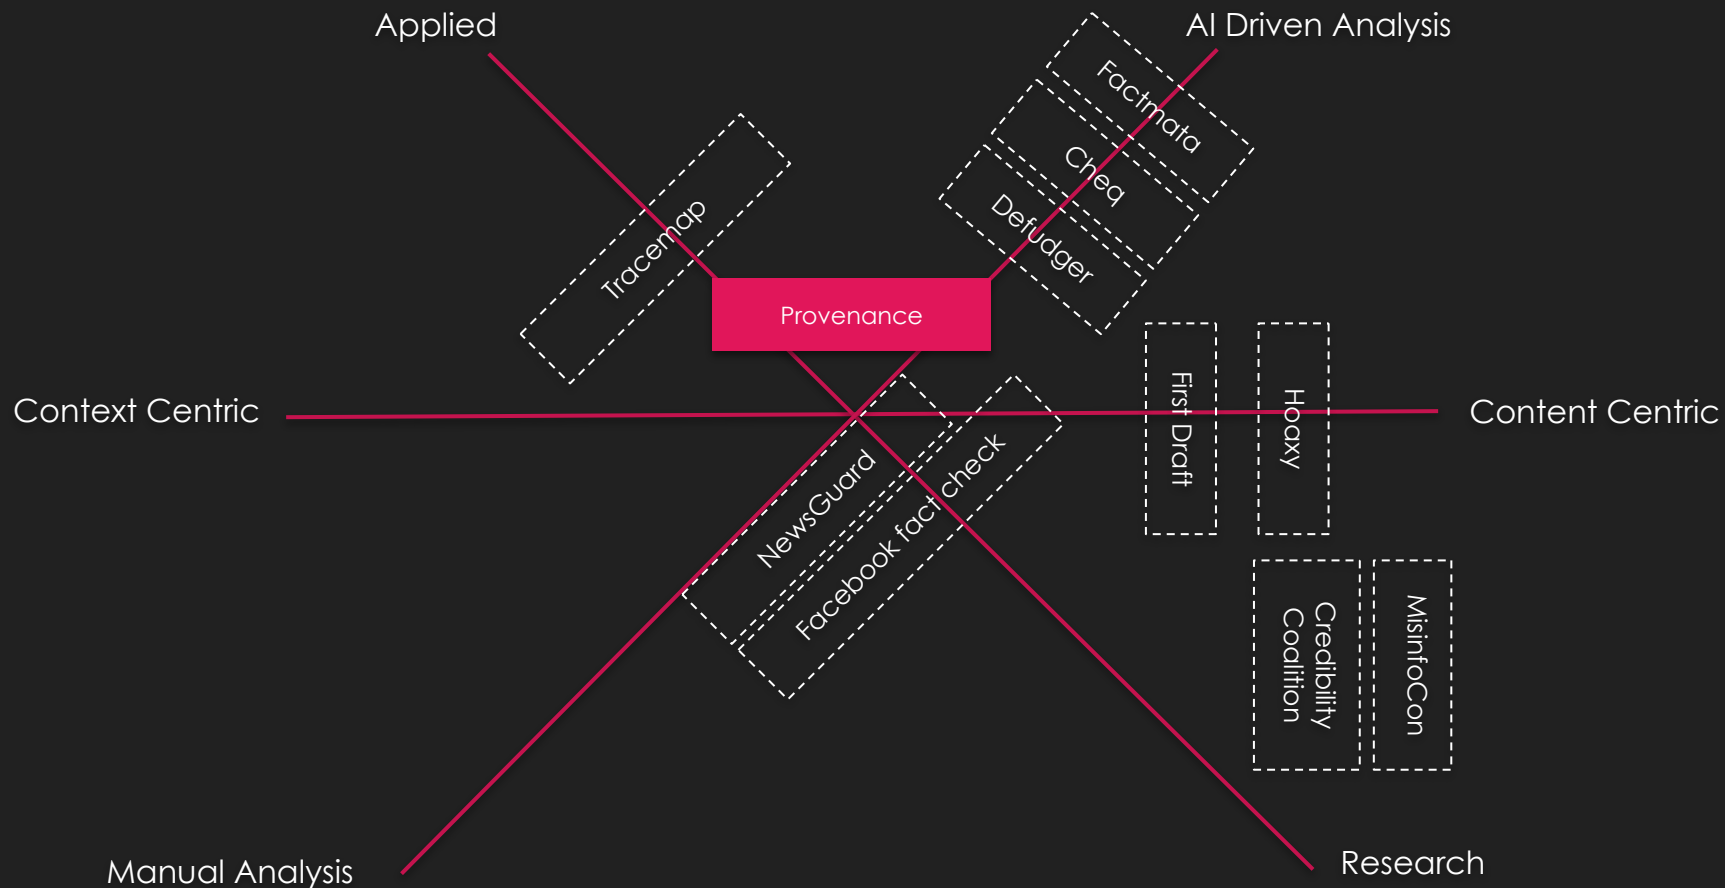 Applied
AI Driven Analysis
Factmata
Cheq
Defudger
Tracemap
Provenance
Context Centric
Content Centric
First Draft
Hoaxy
NewsGuard
Facebook fact check
Credibility
Coalition
MisinfoCon
Manual Analysis
Research